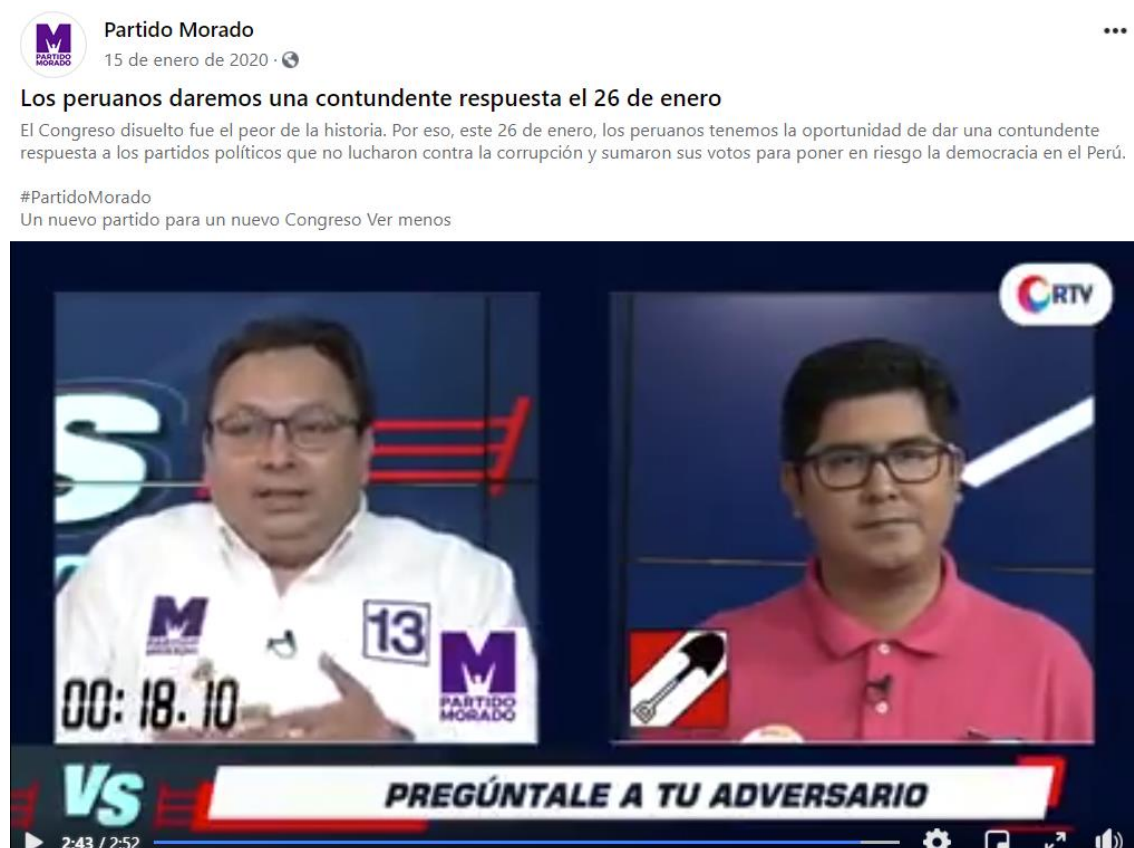 Partido Morado
15 de enero de 2020 ·
Los peruanos daremos una contundente respuesta el 26 de enero
El Congreso disuelto fue el peor de la historia. Por eso, este 26 de enero, los peruanos tenemos la oportunidad de dar una contundente
respuesta a los partidos políticos que no lucharon contra la corrupción y sumaron sus votos para poner en riesgo la democracia en el Perú.
#PartidoMorado
Un nuevo partido para un nuevo Congreso Ver menos
M
PARTIDO
MORADO
RTV
S
M
PARTIDO
MORADO
13
M
PARTIDO
MORADO
00:18.10
VS
PREGÚNTALE A TU ADVERSARIO
2:43 / 2:52